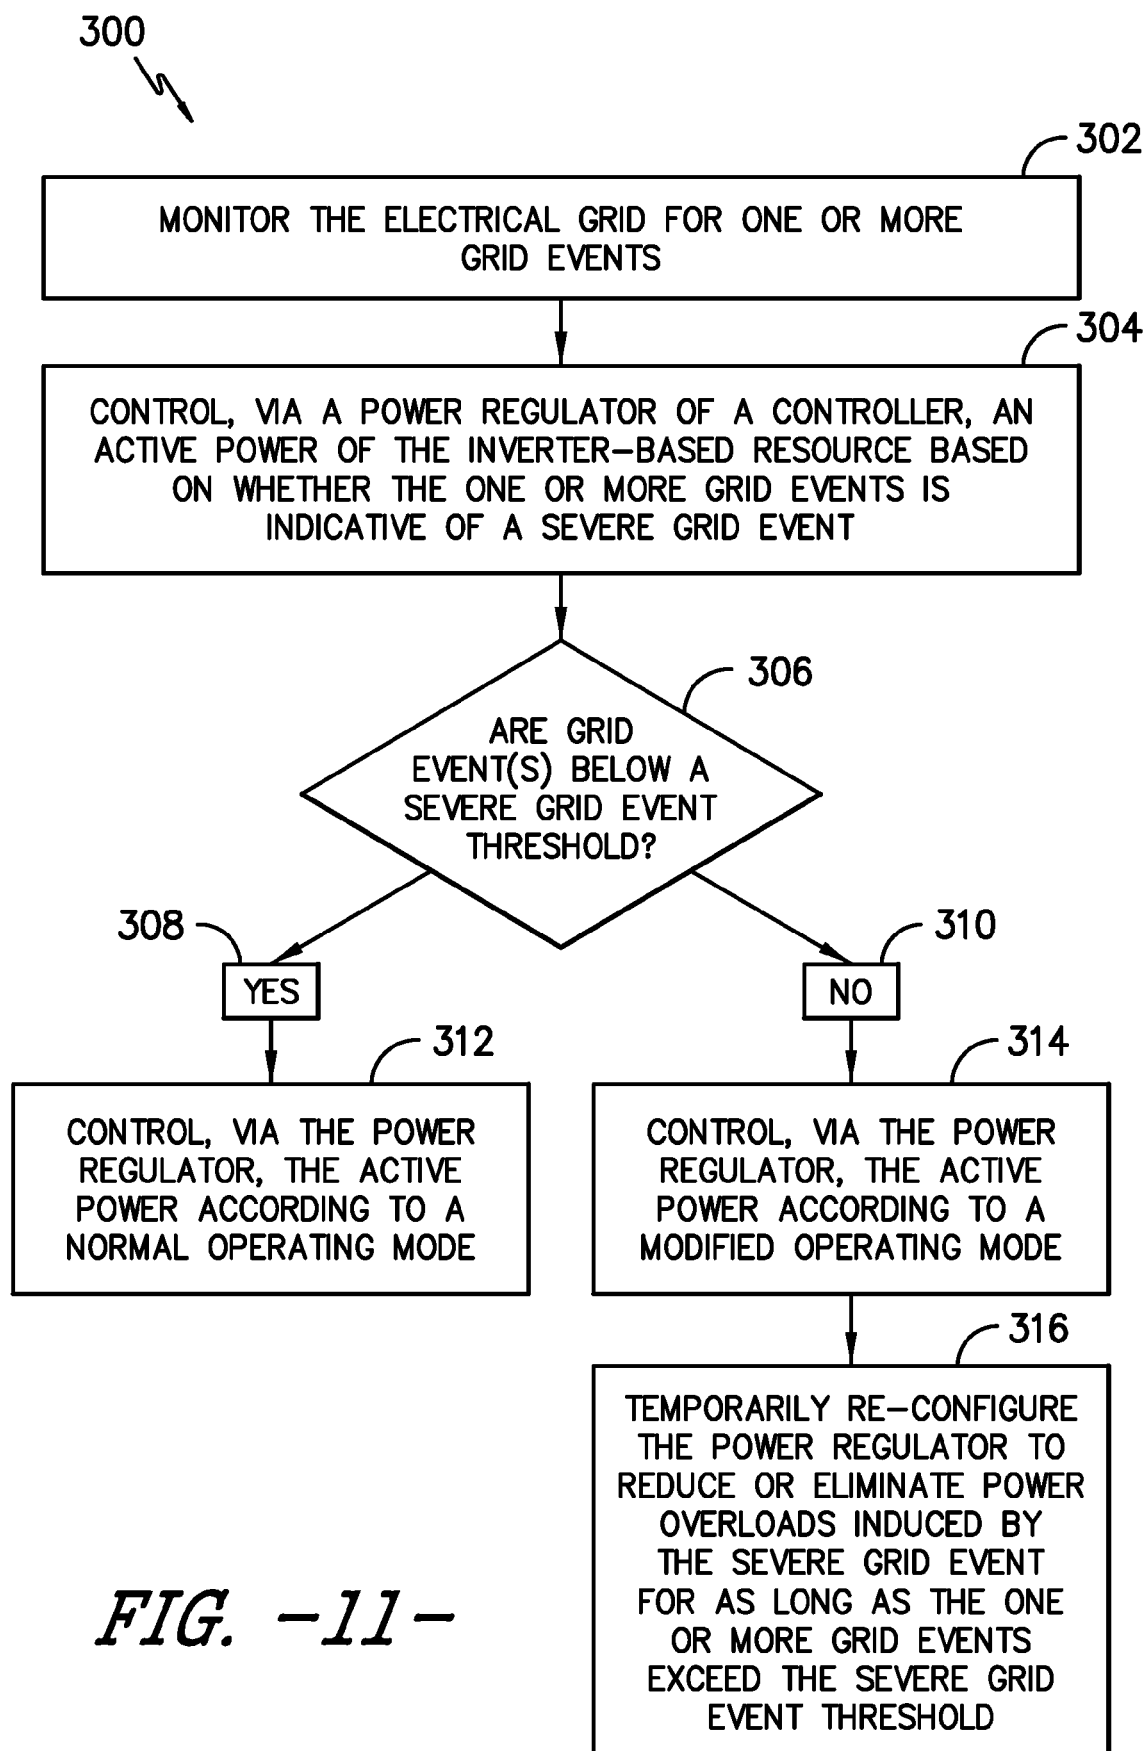 300
302
MONITOR THE ELECTRICAL GRID FOR ONE OR MORE
GRID EVENTS
304
CONTROL, VIA A POWER REGULATOR OF A CONTROLLER, AN
ACTIVE POWER OF THE INVERTER-BASED RESOURCE BASED
ON WHETHER THE ONE OR MORE GRID EVENTS IS
INDICATIVE OF A SEVERE GRID EVENT
306
ARE GRID
EVENT(S) BELOW A
SEVERE GRID EVENT
THRESHOLD?
308
YES
310
NO
312
CONTROL, VIA THE POWER
REGULATOR, THE ACTIVE
POWER ACCORDING TO A
NORMAL OPERATING MODE
314
CONTROL, VIA THE POWER
REGULATOR, THE ACTIVE
POWER ACCORDING TO A
MODIFIED OPERATING MODE
316
TEMPORARILY RE-CONFIGURE
THE POWER REGULATOR TO
REDUCE OR ELIMINATE POWER
OVERLOADS INDUCED BY
THE SEVERE GRID EVENT
FOR AS LONG AS THE ONE
OR MORE GRID EVENTS
EXCEED THE SEVERE GRID
EVENT THRESHOLD
FIG. -11-